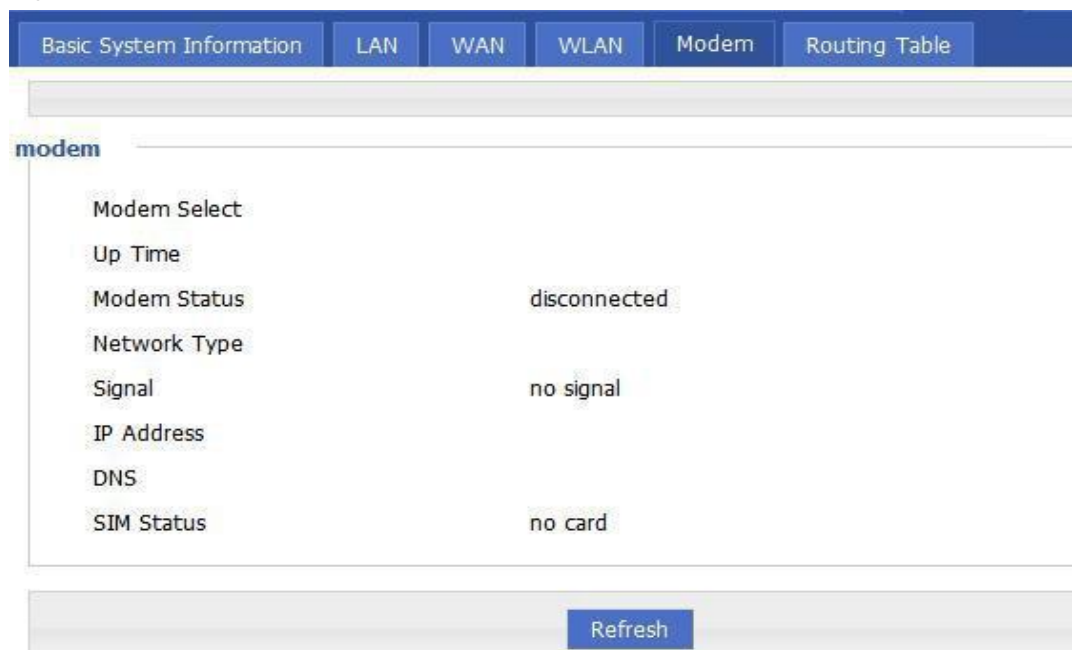 Basic System Information LAN WAN WLAN Modem Routing Table
modem
Modem Select
Up Time
Modem Status disconnected
Network Type
Signal no signal
IP Address
DNS
SIM Status no card
Refresh